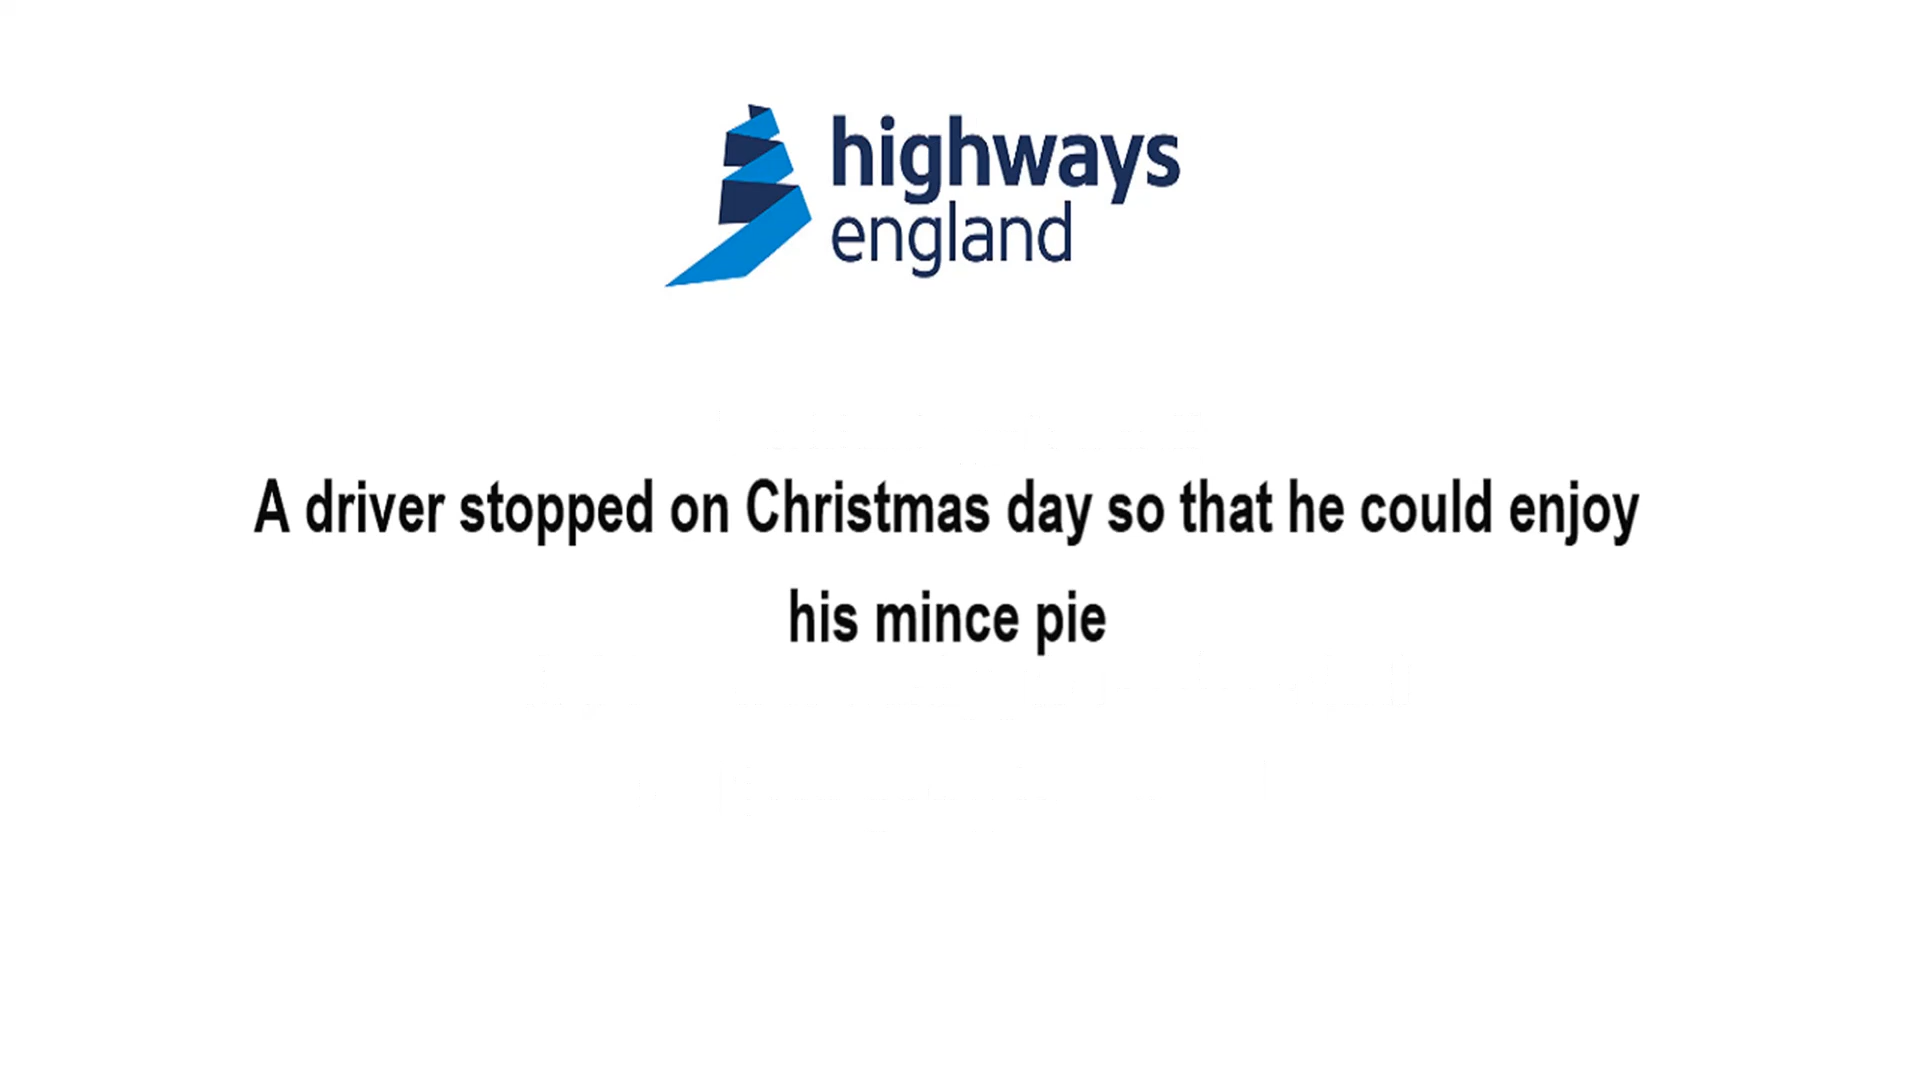 highways
england
A driver stopped on Christmas day so that he could enjoy
his mince pie